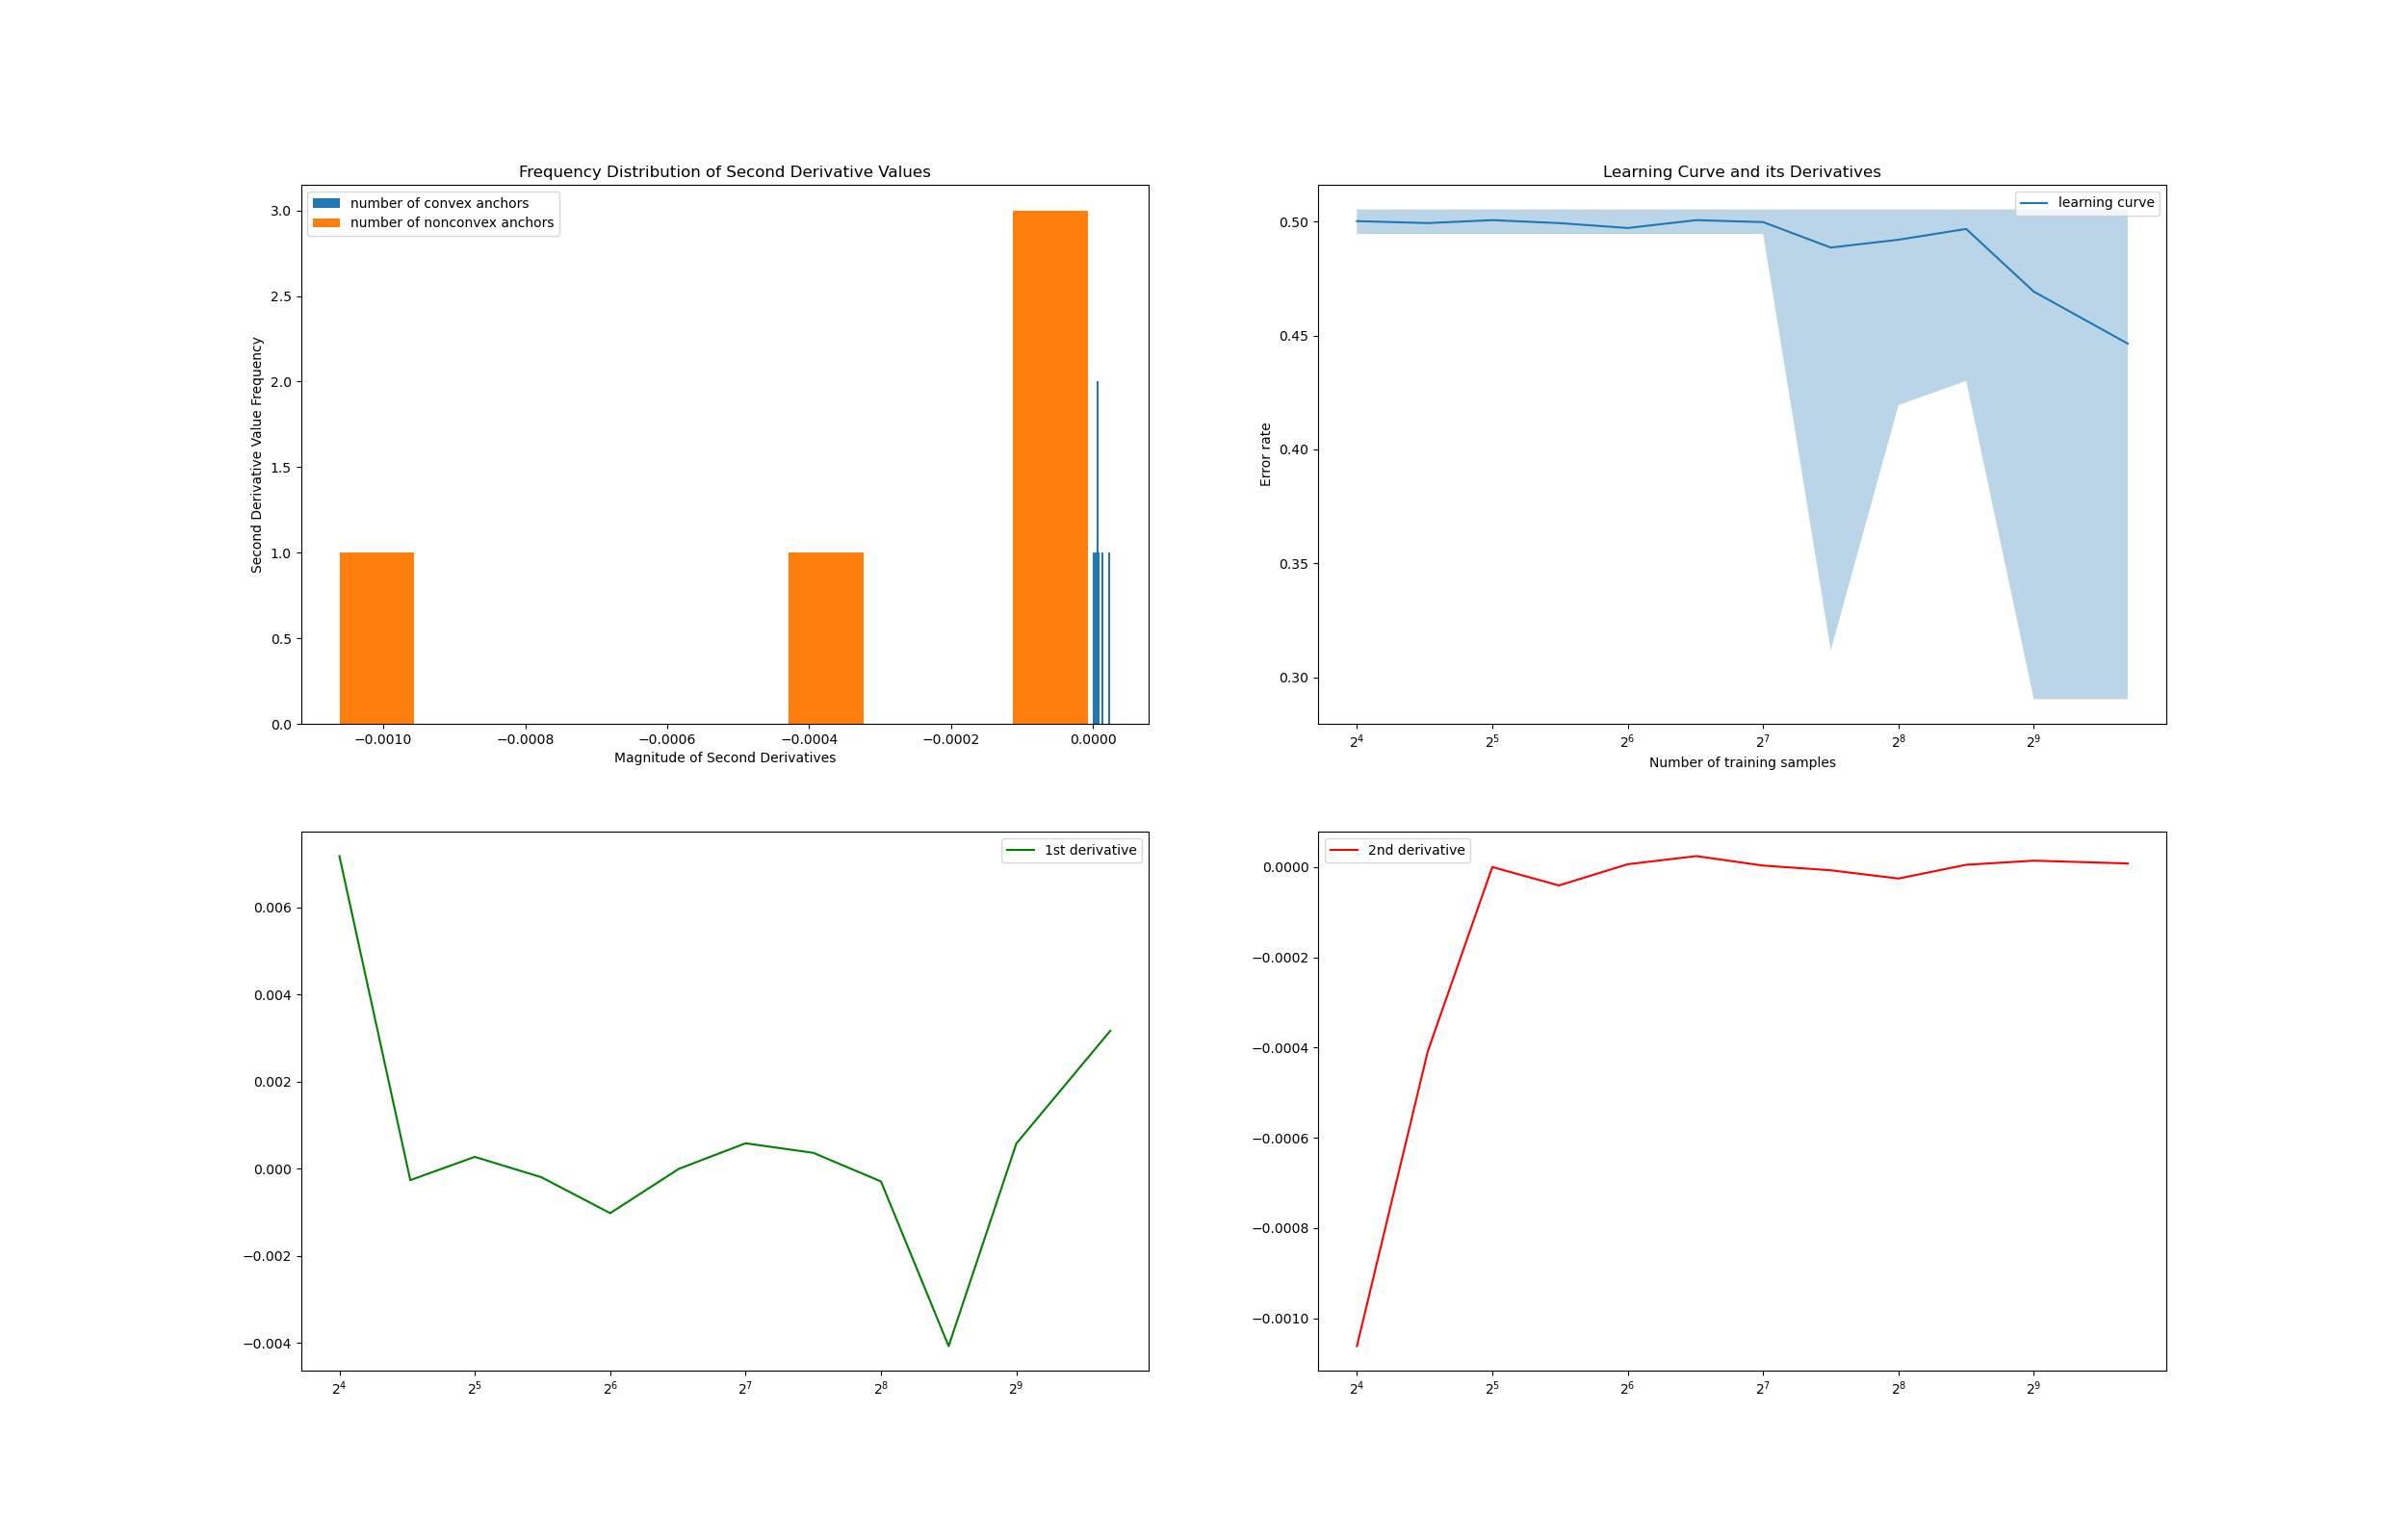 Frequency Distribution of Second Derivative Values
number of convex anchors
number of nonconvex anchors
Second Derivative Value Frequency
3.0
2.5
2.0
1.5
1.0
0.5
0.0
−0.0010 −0.0008 −0.0006 −0.0004 −0.0002 0.0000
Magnitude of Second Derivatives
Learning Curve and its Derivatives
learning curve
Error rate
0.50
0.45
0.40
0.35
0.30
2⁴ 2⁵ 2⁶ 2⁷ 2⁸ 2⁹
Number of training samples
1st derivative
0.006
0.004
0.002
0.000
−0.002
−0.004
2⁴ 2⁵ 2⁶ 2⁷ 2⁸ 2⁹
2nd derivative
0.0000
−0.0002
−0.0004
−0.0006
−0.0008
−0.0010
2⁴ 2⁵ 2⁶ 2⁷ 2⁸ 2⁹